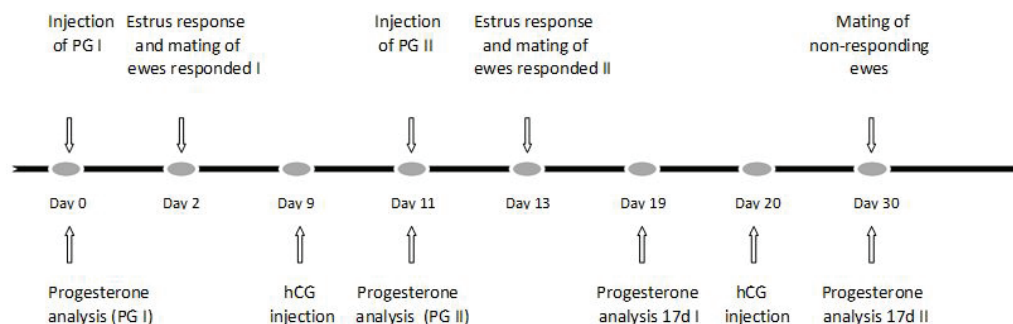 Injection
of PG I
Estrus response
and mating of
ewes responded I
Injection
of PG II
Estrus response
and mating of
ewes responded II
Mating of
non-responding
ewes
Day 0
Day 2
Day 9
Day 11
Day 13
Day 19
Day 20
Day 30
Progesterone
analysis (PG I)
hCG
injection
Progesterone
analysis (PG II)
Progesterone
analysis 17d I
hCG
injection
Progesterone
analysis 17d II